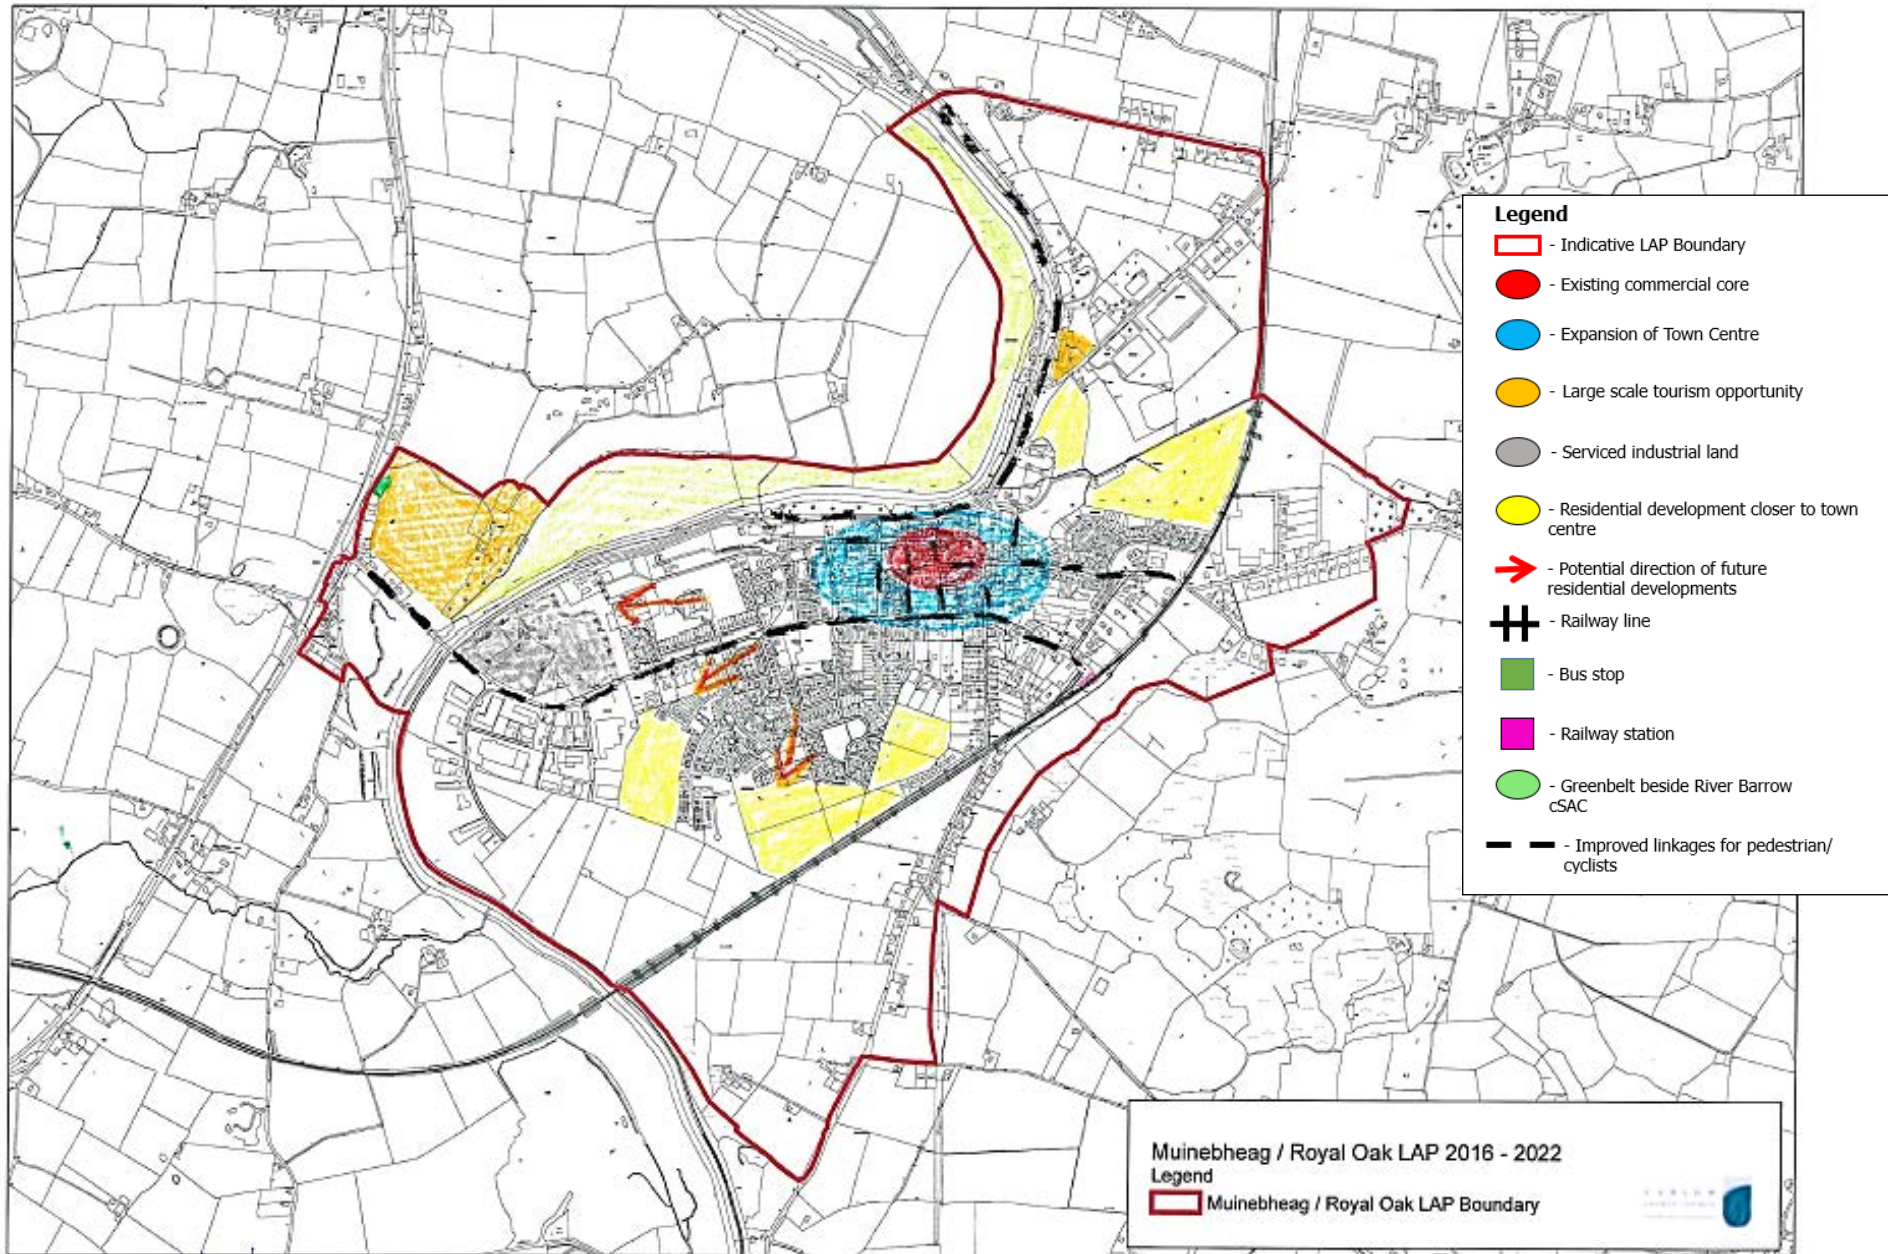 Legend
- Indicative LAP Boundary
- Existing commercial core
- Expansion of Town Centre
- Large scale tourism opportunity
- Serviced industrial land
- Residential development closer to town
centre
- Potential direction of future
residential developments
- Railway line
- Bus stop
- Railway station
- Greenbelt beside River Barrow
cSAC
- Improved linkages for pedestrian/
cyclists
Muinebheag / Royal Oak LAP 2016 - 2022
Legend
Muinebheag / Royal Oak LAP Boundary